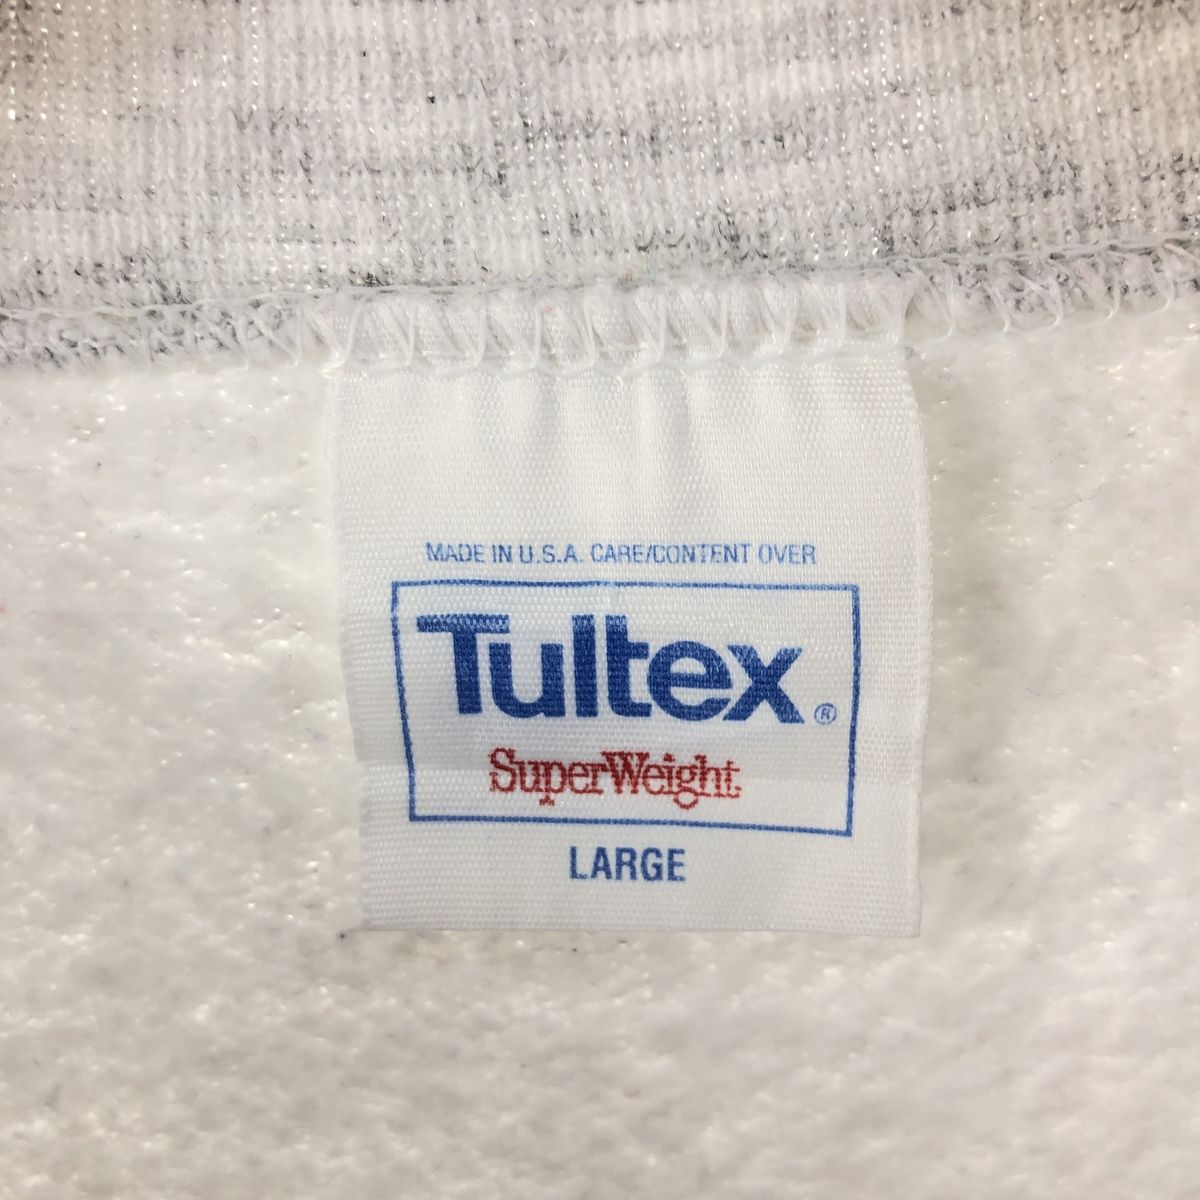 MADE IN U.S.A. CARE/CONTENT OVER
Tultex®
SuperWeight
LARGE